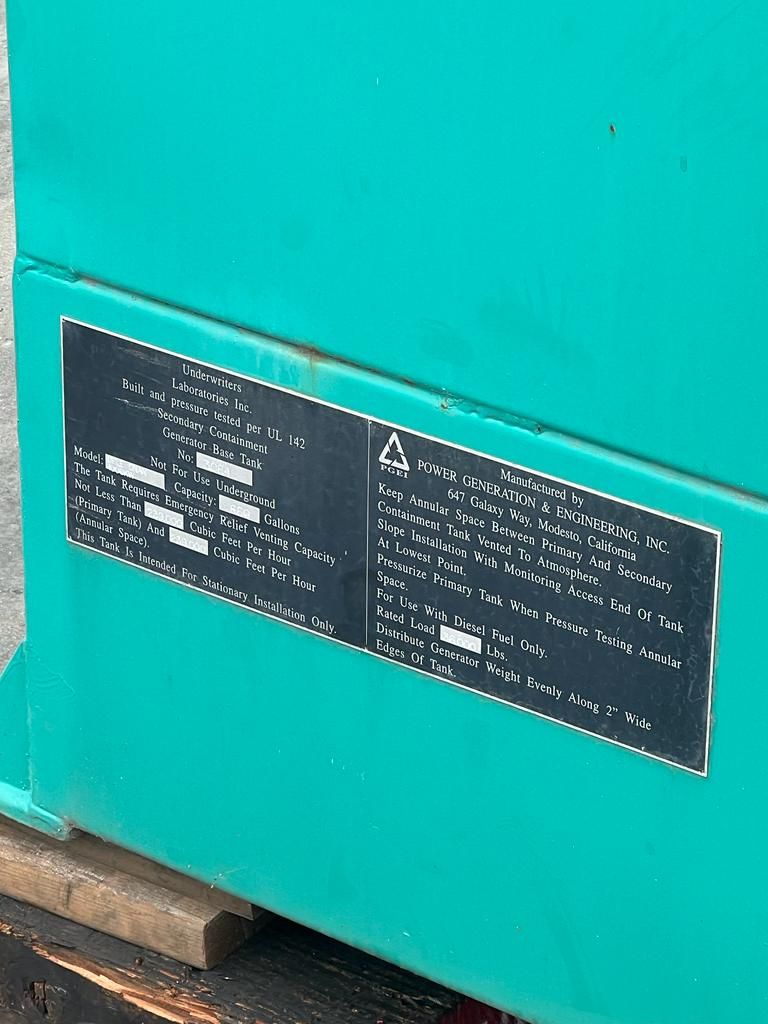 Underwriters
Laboratories Inc.
Built and pressure tested per UL 142
Secondary Containment
Generator Base Tank
No:
Model: Not For Use Underground
Capacity: 660 Gallons
The Tank Requires Emergency Relief Venting Capacity
Not Less Than Cubic Feet Per Hour
(Primary Tank) And Cubic Feet Per Hour
(Annular Space).
This Tank Is Intended For Stationary Installation Only.
PGEI
Manufactured by
POWER GENERATION & ENGINEERING, INC.
647 Galaxy Way, Modesto, California
Keep Annular Space Between Primary And Secondary
Containment Tank Vented To Atmosphere.
Slope Installation With Monitoring Access End Of Tank
At Lowest Point.
Pressurize Primary Tank When Pressure Testing Annular
Space.
For Use With Diesel Fuel Only.
Rated Load Lbs.
Distribute Generator Weight Evenly Along 2" Wide
Edges Of Tank.